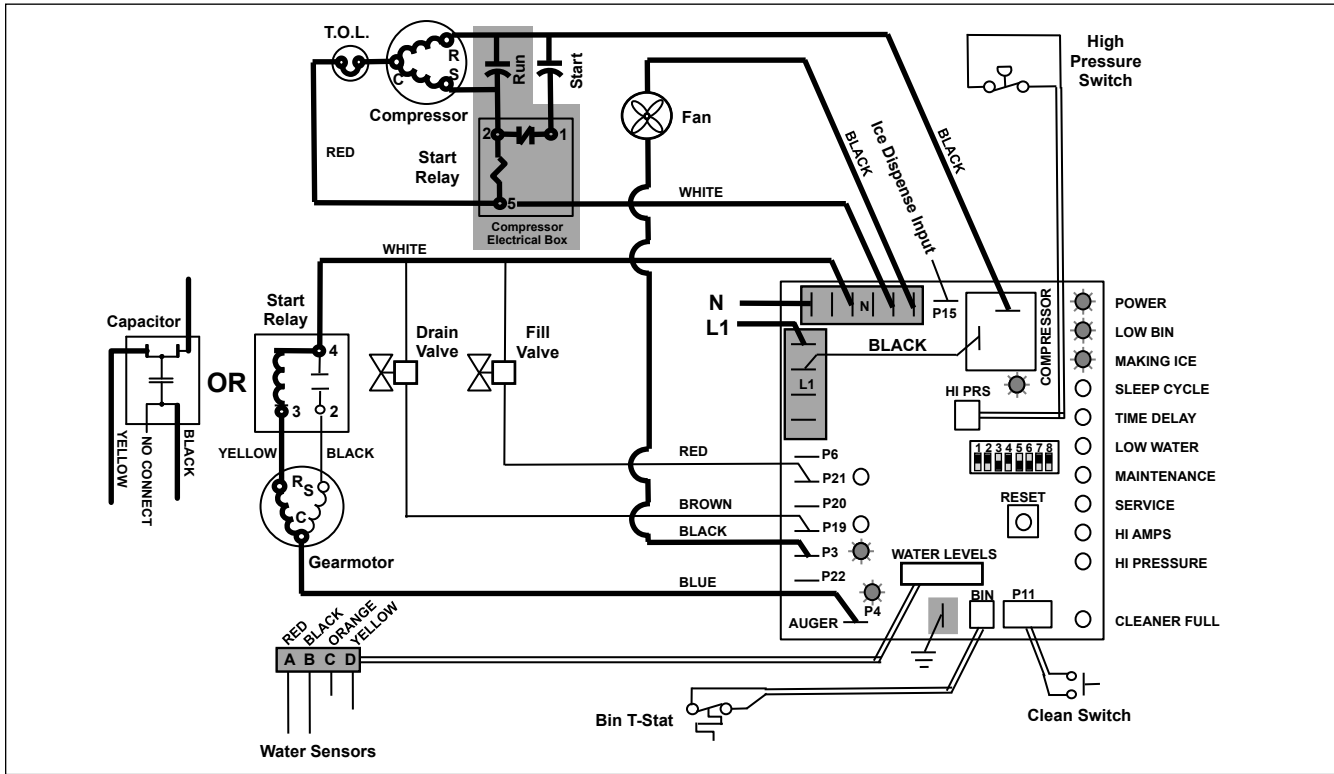 T.O.L.
R
S
C
Compressor
Run
Start
2
1
Start
Relay
5
Compressor
Electrical Box
RED
WHITE
Fan
BLACK
Ice Dispense Input
BLACK
High
Pressure
Switch
WHITE
Capacitor
YELLOW
NO CONNECT
BLACK
OR
Start
Relay
4
3
2
YELLOW
BLACK
R
S
C
Gearmotor
Drain
Valve
Fill
Valve
RED
BROWN
BLACK
BLUE
N
L1
N
L1
BLACK
P15
COMPRESSOR
HI PRS
1 2 3 4 5 6 7 8
RESET
P6
P21
P20
P19
P3
P22
P4
AUGER
WATER LEVELS
BIN
P11
POWER
LOW BIN
MAKING ICE
SLEEP CYCLE
TIME DELAY
LOW WATER
MAINTENANCE
SERVICE
HI AMPS
HI PRESSURE
CLEANER FULL
RED
BLACK
ORANGE
YELLOW
A B C D
Water Sensors
Bin T-Stat
Clean Switch